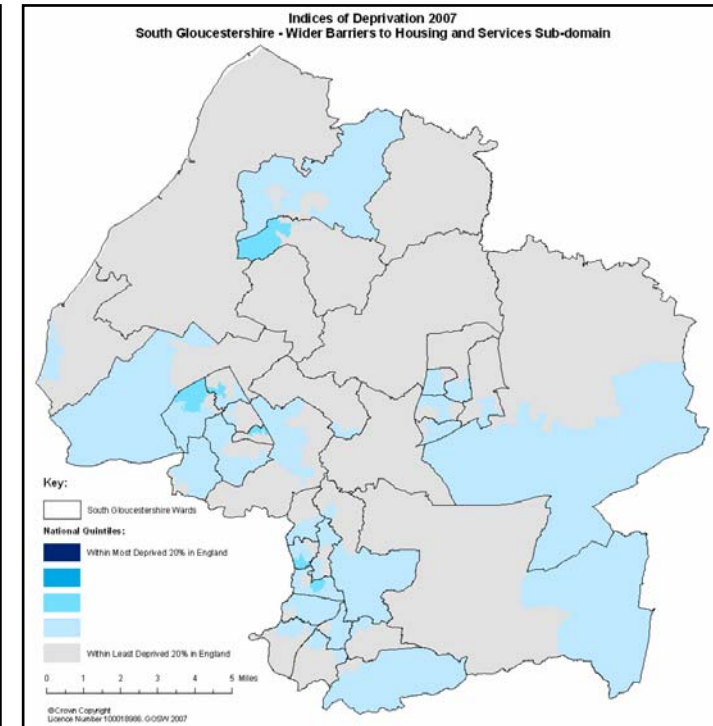 Indices of Deprivation 2007
South Gloucestershire - Wider Barriers to Housing and Services Sub-domain
Key:
South Gloucestershire Wards
National Quintiles:
Within Most Deprived 20% in England
Within Least Deprived 20% in England
0 1 2 3 4 5 Miles
©Crown Copyright
Licence Number 100018986. GOSW 2007